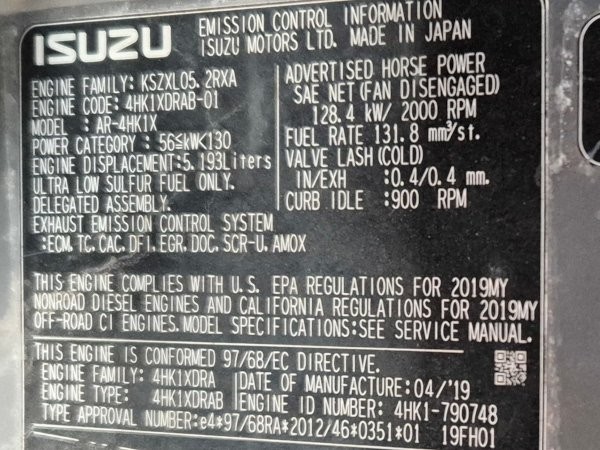 ISUZU
EMISSION CONTROL INFORMATION
ISUZU MOTORS LTD. MADE IN JAPAN
ENGINE FAMILY: KSZXL05.2RXA
ENGINE CODE: 4HK1XDRAB-01
MODEL : AR-4HK1X
POWER CATEGORY : 56≦kW<130
ENGINE DISPLACEMENT:5.193Liters
ULTRA LOW SULFUR FUEL ONLY.
DELEGATED ASSEMBLY.
EXHAUST EMISSION CONTROL SYSTEM
:ECM,TC,CAC,DFI,EGR,DOC,SCR-U,AMOX
ADVERTISED HORSE POWER
SAE NET(FAN DISENGAGED)
128.4 kW/ 2000 RPM
FUEL RATE 131.8 mm³/st.
VALVE LASH(COLD)
IN/EXH :0.4/0.4 mm.
CURB IDLE :900 RPM
THIS ENGINE COMPLIES WITH U.S. EPA REGULATIONS FOR 2019MY
NONROAD DIESEL ENGINES AND CALIFORNIA REGULATIONS FOR 2019MY
OFF-ROAD CI ENGINES.MODEL SPECIFICATIONS:SEE SERVICE MANUAL.
THIS ENGINE IS CONFORMED 97/68/EC DIRECTIVE.
ENGINE FAMILY: 4HK1XDRA DATE OF MANUFACTURE:04/'19
ENGINE TYPE: 4HK1XDRAB ENGINE ID NUMBER: 4HK1-790748
TYPE APPROVAL NUMBER:e4*97/68RA*2012/46*0351*01 19FH01